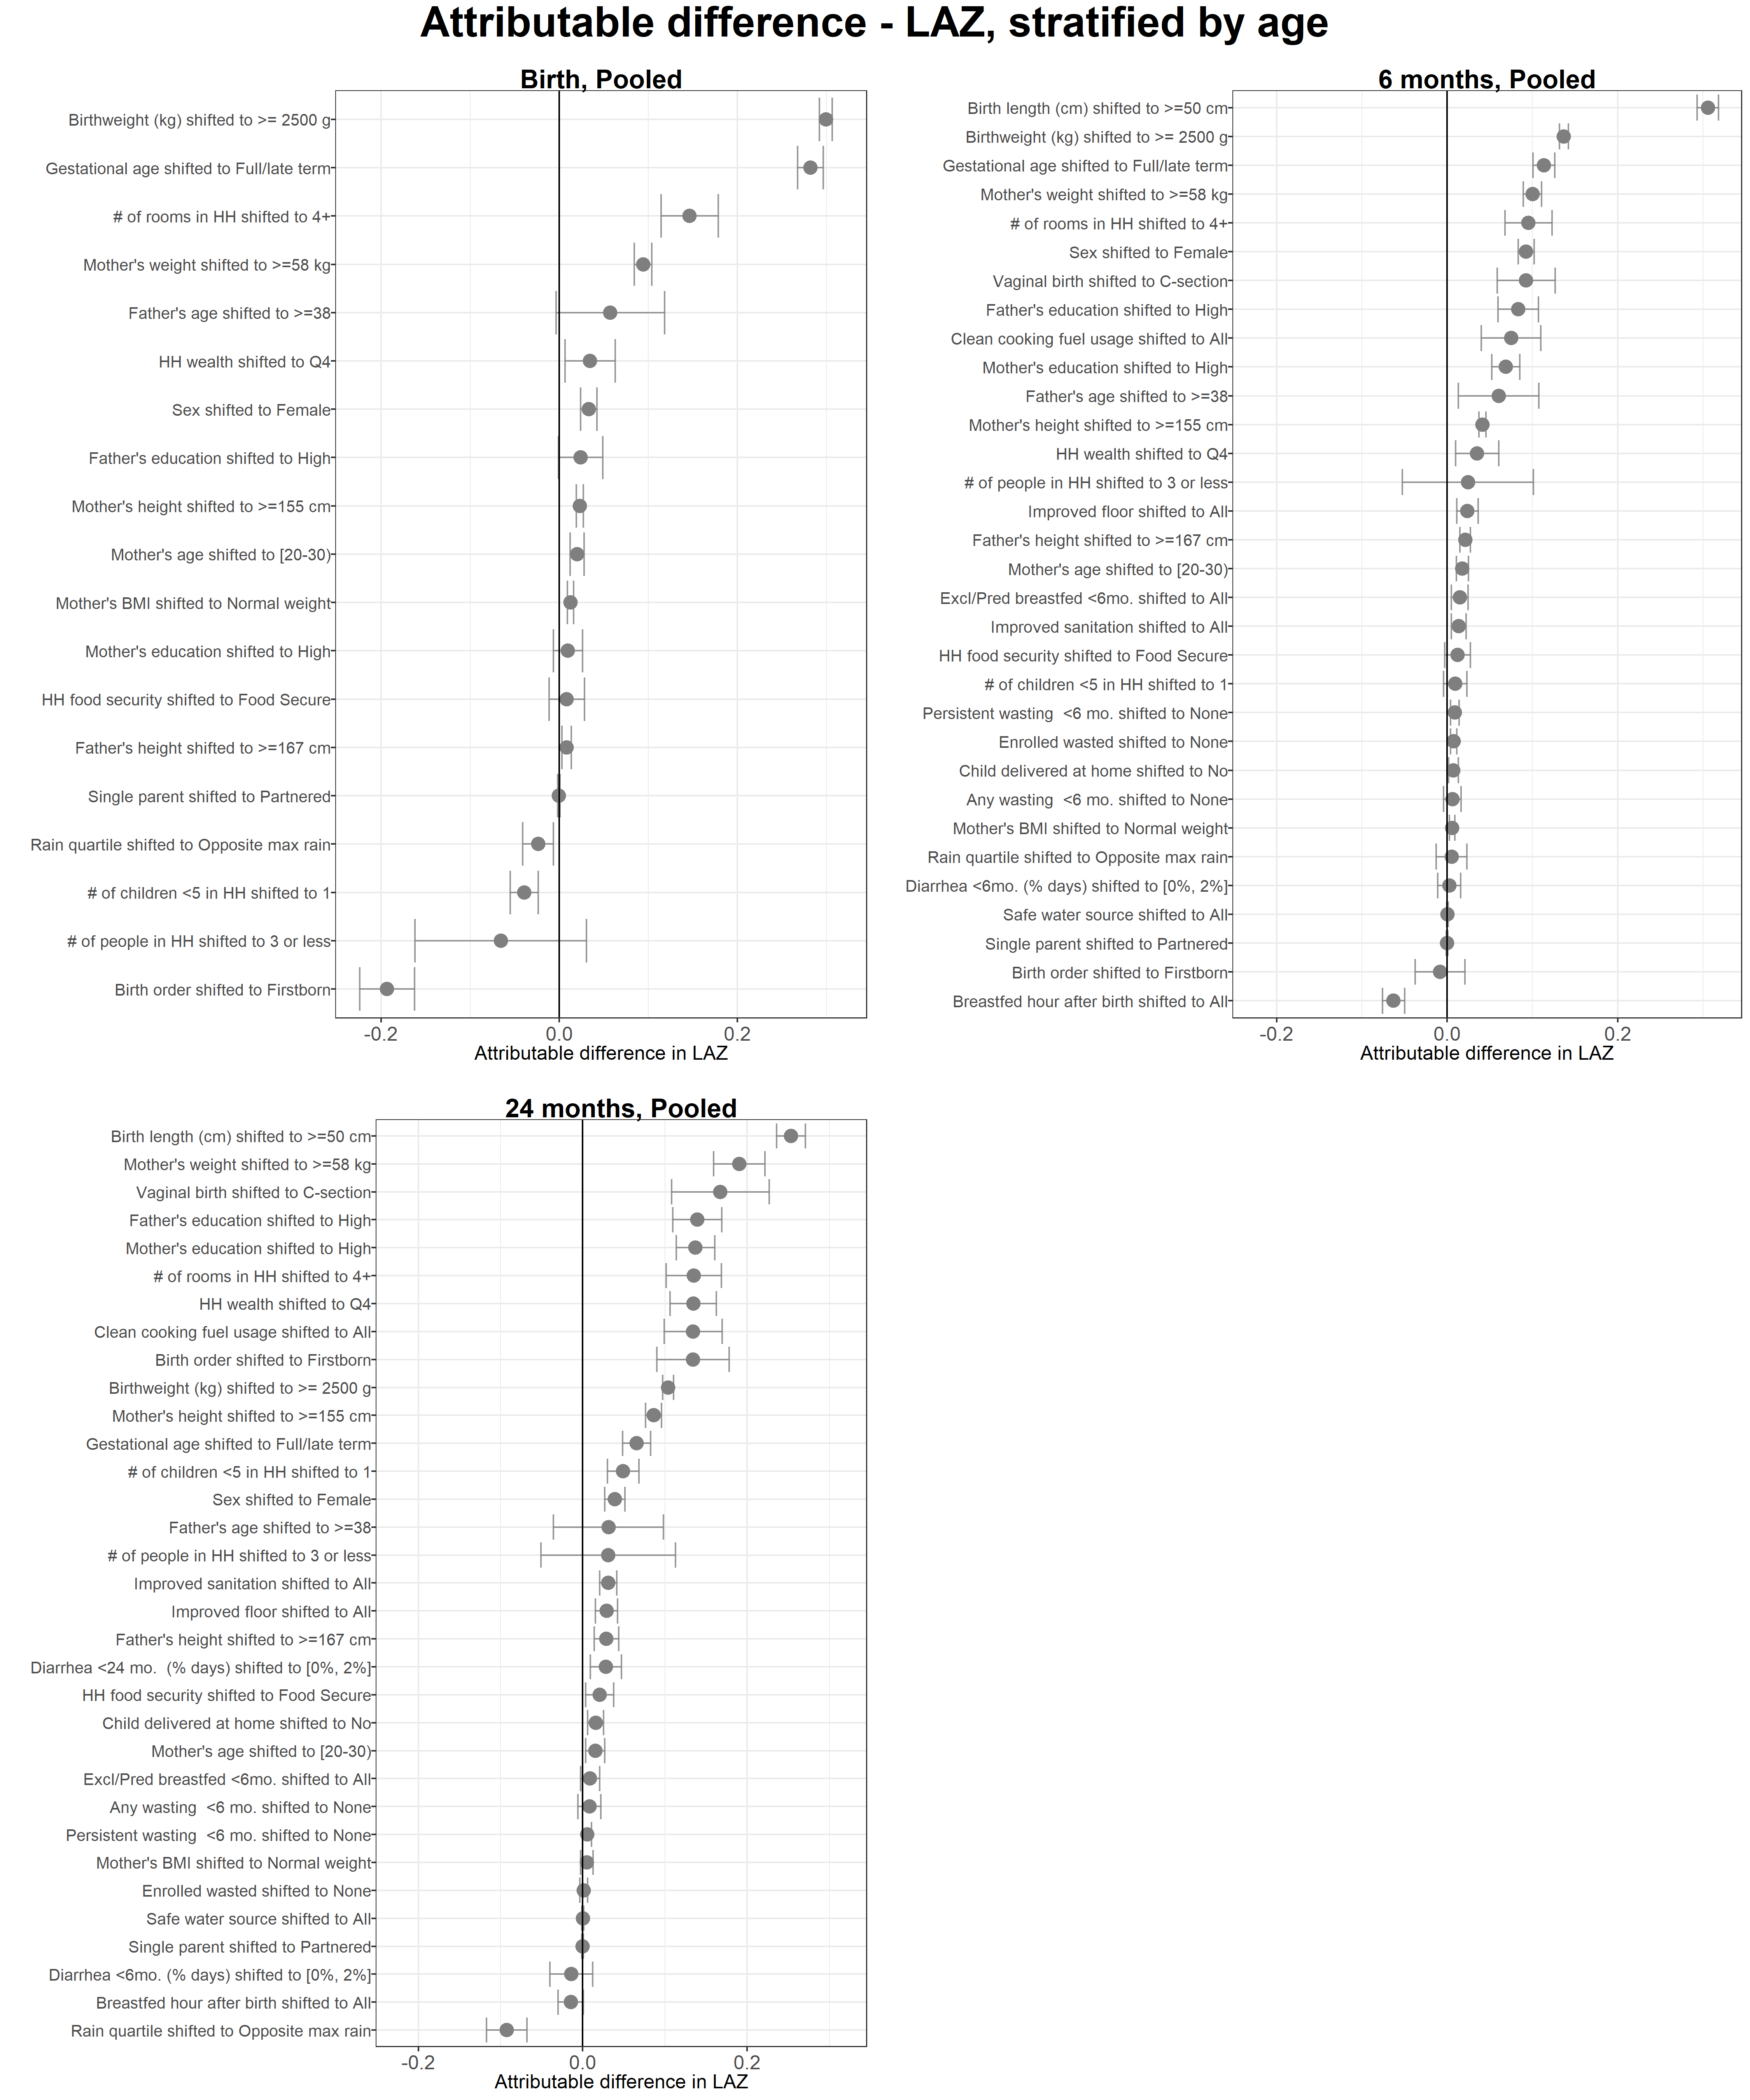 Attributable difference - LAZ, stratified by age
Birth, Pooled
Birthweight (kg) shifted to >= 2500 g
Gestational age shifted to Full/late term
# of rooms in HH shifted to 4+
Mother's weight shifted to >=58 kg
Father's age shifted to >=38
HH wealth shifted to Q4
Sex shifted to Female
Father's education shifted to High
Mother's height shifted to >=155 cm
Mother's age shifted to [20-30)
Mother's BMI shifted to Normal weight
Mother's education shifted to High
HH food security shifted to Food Secure
Father's height shifted to >=167 cm
Single parent shifted to Partnered
Rain quartile shifted to Opposite max rain
# of children <5 in HH shifted to 1
# of people in HH shifted to 3 or less
Birth order shifted to Firstborn
-0.2 0.0 0.2
Attributable difference in LAZ
6 months, Pooled
Birth length (cm) shifted to >=50 cm
Birthweight (kg) shifted to >= 2500 g
Gestational age shifted to Full/late term
Mother's weight shifted to >=58 kg
# of rooms in HH shifted to 4+
Sex shifted to Female
Vaginal birth shifted to C-section
Father's education shifted to High
Clean cooking fuel usage shifted to All
Mother's education shifted to High
Father's age shifted to >=38
Mother's height shifted to >=155 cm
HH wealth shifted to Q4
# of people in HH shifted to 3 or less
Improved floor shifted to All
Father's height shifted to >=167 cm
Mother's age shifted to [20-30)
Excl/Pred breastfed <6mo. shifted to All
Improved sanitation shifted to All
HH food security shifted to Food Secure
# of children <5 in HH shifted to 1
Persistent wasting  <6 mo. shifted to None
Enrolled wasted shifted to None
Child delivered at home shifted to No
Any wasting  <6 mo. shifted to None
Mother's BMI shifted to Normal weight
Rain quartile shifted to Opposite max rain
Diarrhea <6mo. (% days) shifted to [0%, 2%]
Safe water source shifted to All
Single parent shifted to Partnered
Birth order shifted to Firstborn
Breastfed hour after birth shifted to All
-0.2 0.0 0.2
Attributable difference in LAZ
24 months, Pooled
Birth length (cm) shifted to >=50 cm
Mother's weight shifted to >=58 kg
Vaginal birth shifted to C-section
Father's education shifted to High
Mother's education shifted to High
# of rooms in HH shifted to 4+
HH wealth shifted to Q4
Clean cooking fuel usage shifted to All
Birth order shifted to Firstborn
Birthweight (kg) shifted to >= 2500 g
Mother's height shifted to >=155 cm
Gestational age shifted to Full/late term
# of children <5 in HH shifted to 1
Sex shifted to Female
Father's age shifted to >=38
# of people in HH shifted to 3 or less
Improved sanitation shifted to All
Improved floor shifted to All
Father's height shifted to >=167 cm
Diarrhea <24 mo.  (% days) shifted to [0%, 2%]
HH food security shifted to Food Secure
Child delivered at home shifted to No
Mother's age shifted to [20-30)
Excl/Pred breastfed <6mo. shifted to All
Any wasting  <6 mo. shifted to None
Persistent wasting  <6 mo. shifted to None
Mother's BMI shifted to Normal weight
Enrolled wasted shifted to None
Safe water source shifted to All
Single parent shifted to Partnered
Diarrhea <6mo. (% days) shifted to [0%, 2%]
Breastfed hour after birth shifted to All
Rain quartile shifted to Opposite max rain
-0.2 0.0 0.2
Attributable difference in LAZ